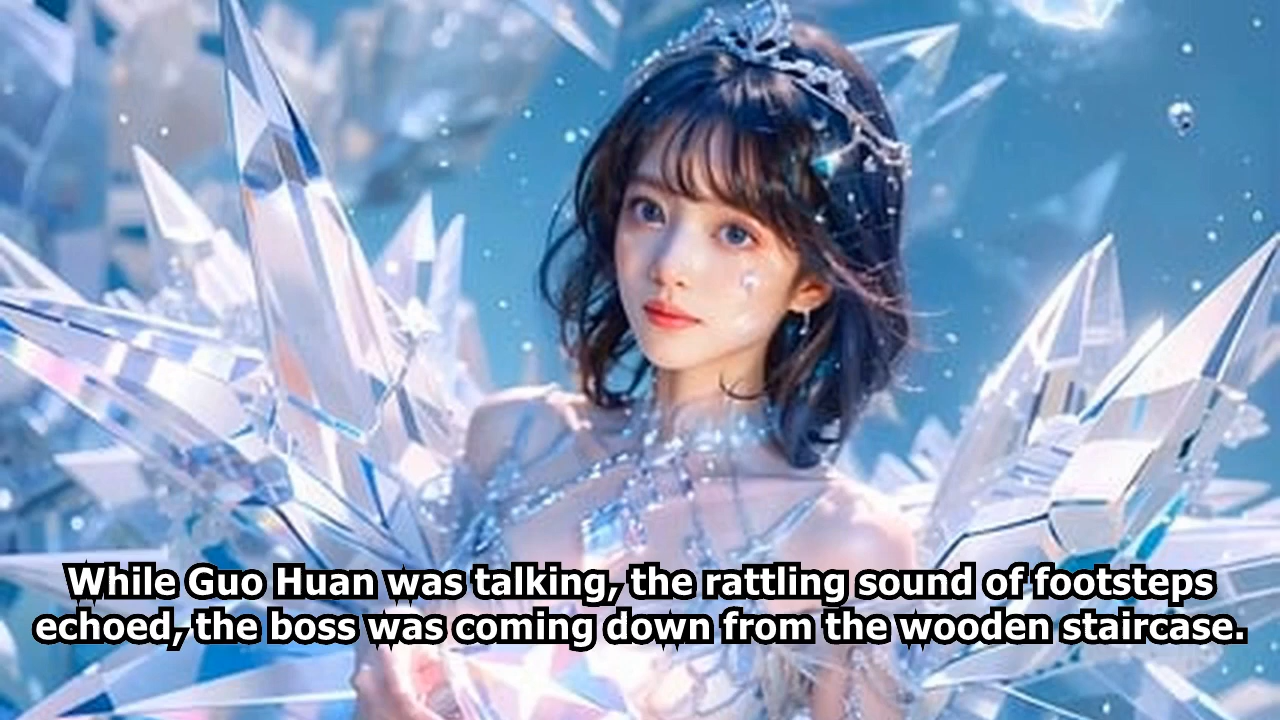 While Guo Huan was talking, the rattling sound of footsteps
echoed, the boss was coming down from the wooden staircase.